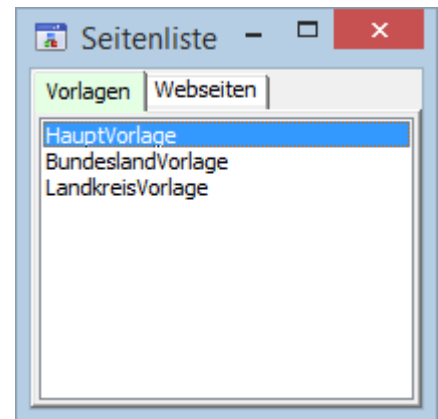 Seitenliste
Vorlagen Webseiten
HauptVorlage
BundeslandVorlage
LandkreisVorlage